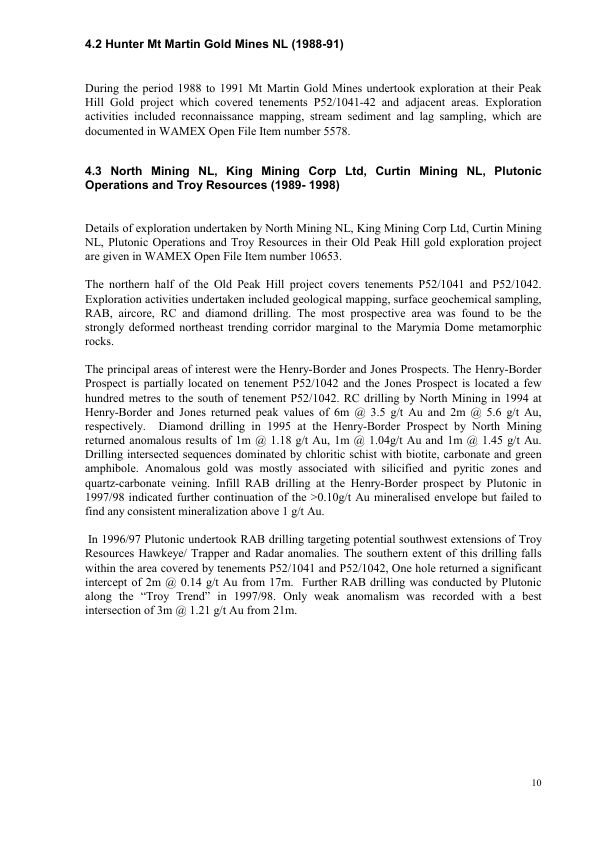 4.2 Hunter Mt Martin Gold Mines NL (1988-91)
During the period 1988 to 1991 Mt Martin Gold Mines undertook exploration at their Peak
Hill Gold project which covered tenements P52/1041-42 and adjacent areas. Exploration
activities included reconnaissance mapping, stream sediment and lag sampling, which are
documented in WAMEX Open File Item number 5578.
4.3 North Mining NL, King Mining Corp Ltd, Curtin Mining NL, Plutonic
Operations and Troy Resources (1989- 1998)
Details of exploration undertaken by North Mining NL, King Mining Corp Ltd, Curtin Mining
NL, Plutonic Operations and Troy Resources in their Old Peak Hill gold exploration project
are given in WAMEX Open File Item number 10653.
The northern half of the Old Peak Hill project covers tenements P52/1041 and P52/1042.
Exploration activities undertaken included geological mapping, surface geochemical sampling,
RAB, aircore, RC and diamond drilling. The most prospective area was found to be the
strongly deformed northeast trending corridor marginal to the Marymia Dome metamorphic
rocks.
The principal areas of interest were the Henry-Border and Jones Prospects. The Henry-Border
Prospect is partially located on tenement P52/1042 and the Jones Prospect is located a few
hundred metres to the south of tenement P52/1042. RC drilling by North Mining in 1994 at
Henry-Border and Jones returned peak values of 6m @ 3.5 g/t Au and 2m @ 5.6 g/t Au,
respectively.  Diamond drilling in 1995 at the Henry-Border Prospect by North Mining
returned anomalous results of 1m @ 1.18 g/t Au, 1m @ 1.04g/t Au and 1m @ 1.45 g/t Au.
Drilling intersected sequences dominated by chloritic schist with biotite, carbonate and green
amphibole. Anomalous gold was mostly associated with silicified and pyritic zones and
quartz-carbonate veining. Infill RAB drilling at the Henry-Border prospect by Plutonic in
1997/98 indicated further continuation of the >0.10g/t Au mineralised envelope but failed to
find any consistent mineralization above 1 g/t Au.
In 1996/97 Plutonic undertook RAB drilling targeting potential southwest extensions of Troy
Resources Hawkeye/ Trapper and Radar anomalies. The southern extent of this drilling falls
within the area covered by tenements P52/1041 and P52/1042, One hole returned a significant
intercept of 2m @ 0.14 g/t Au from 17m.  Further RAB drilling was conducted by Plutonic
along the “Troy Trend” in 1997/98. Only weak anomalism was recorded with a best
intersection of 3m @ 1.21 g/t Au from 21m.
10